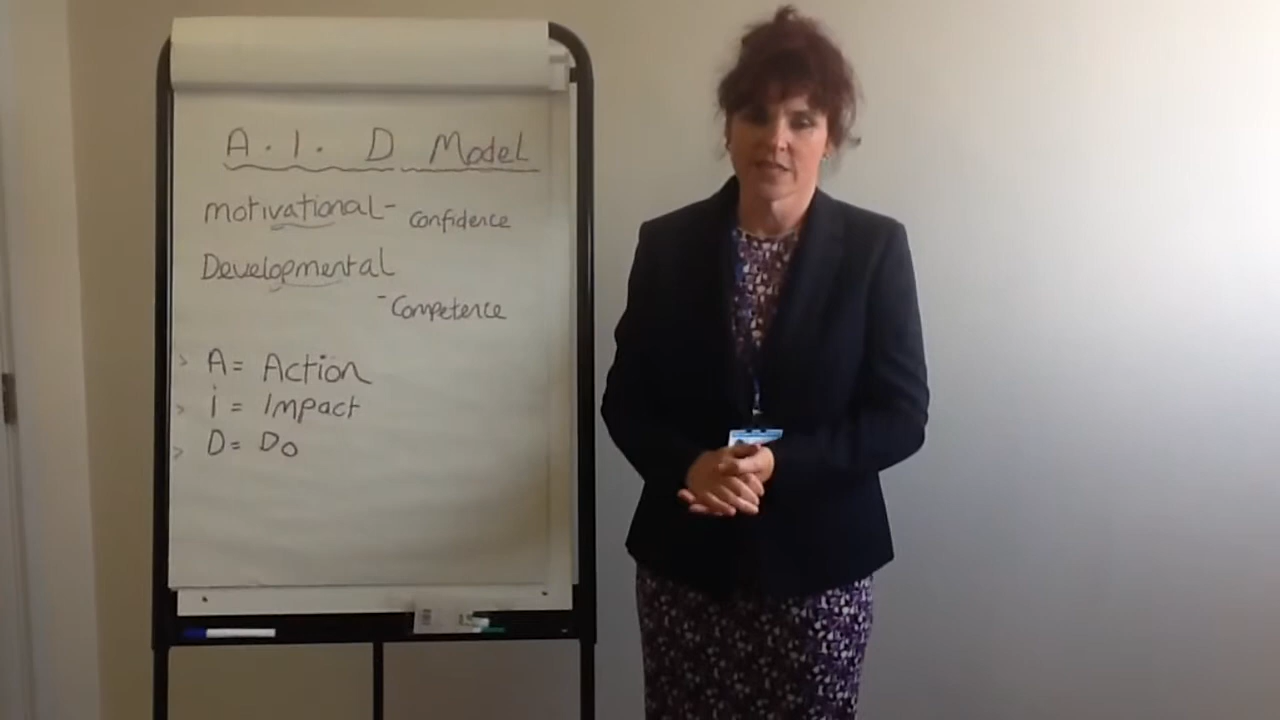 A.I. D Model
motivational- Confidence
Developmental
- Competence
> A = Action
> i = Impact
> D = Do